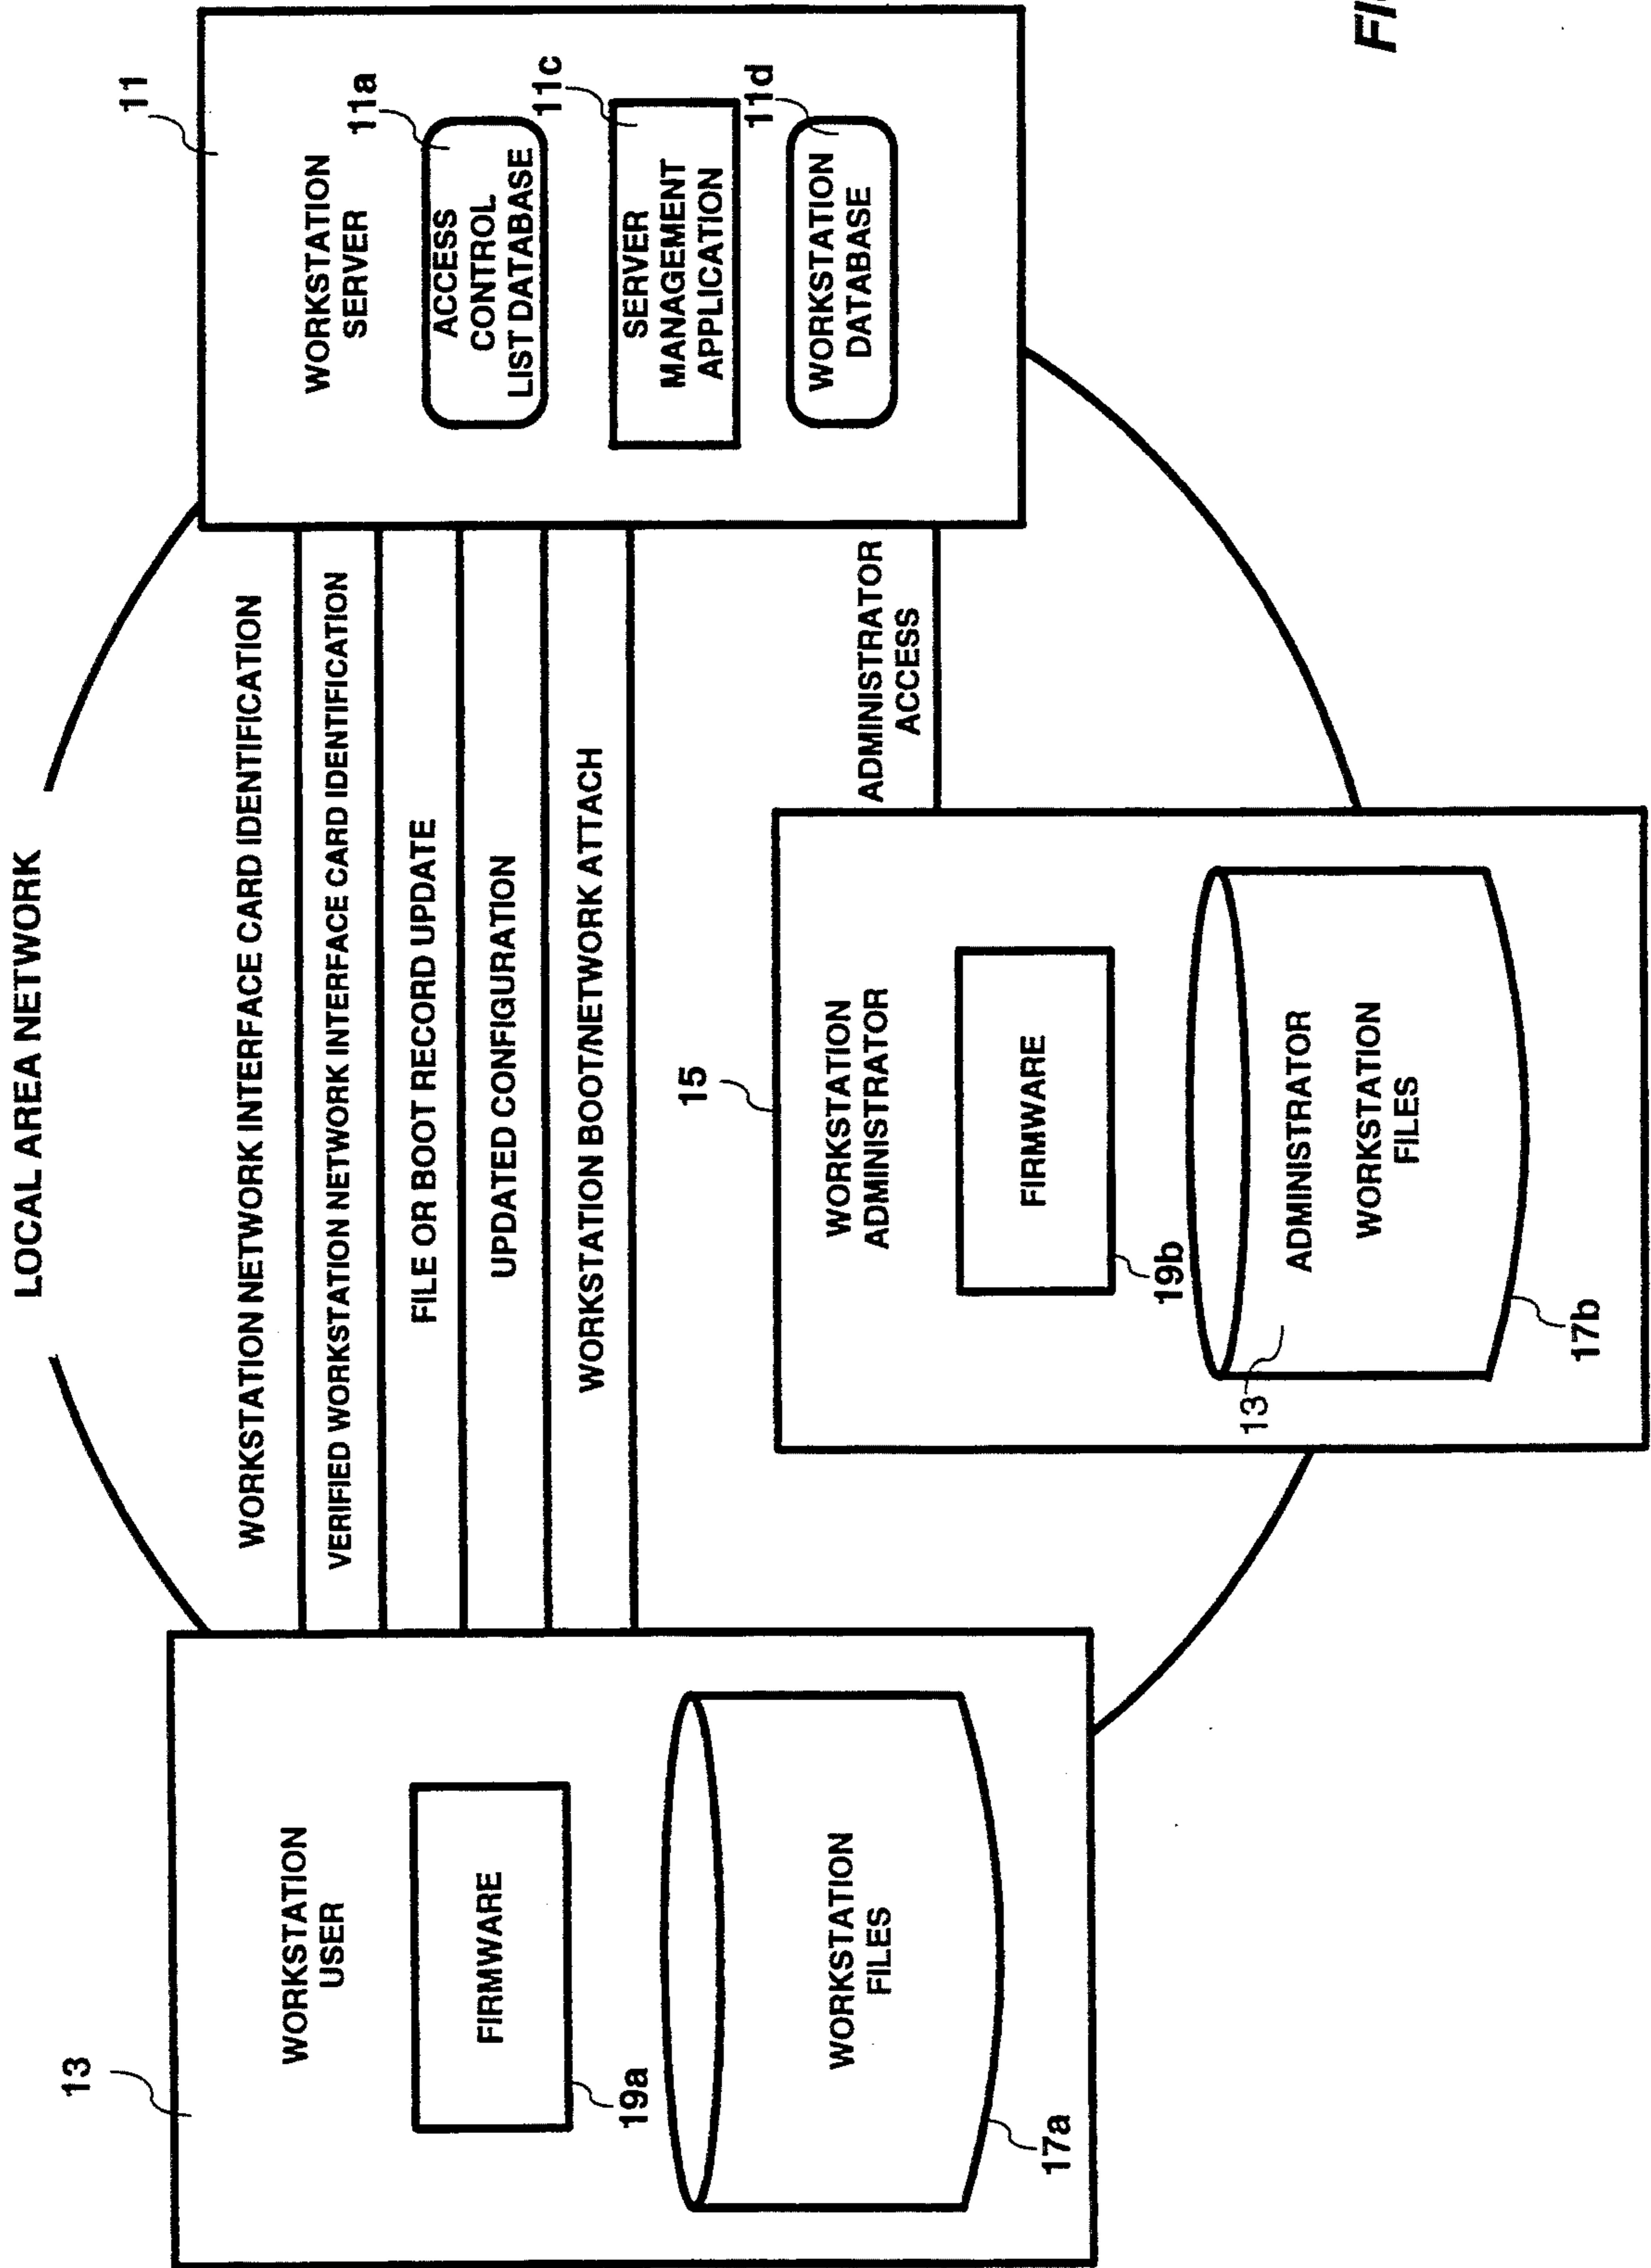 LOCAL AREA NETWORK
13
WORKSTATION
USER
FIRMWARE
19a
WORKSTATION
FILES
17a
WORKSTATION NETWORK INTERFACE CARD IDENTIFICATION
VERIFIED WORKSTATION NETWORK INTERFACE CARD IDENTIFICATION
FILE OR BOOT RECORD UPDATE
UPDATED CONFIGURATION
WORKSTATION BOOT/NETWORK ATTACH
ADMINISTRATOR
ACCESS
15
WORKSTATION
ADMINISTRATOR
FIRMWARE
19b
13
ADMINISTRATOR
WORKSTATION
FILES
17b
11
WORKSTATION
SERVER
11a
ACCESS
CONTROL
LIST DATABASE
11c
SERVER
MANAGEMENT
APPLICATION
11d
WORKSTATION
DATABASE